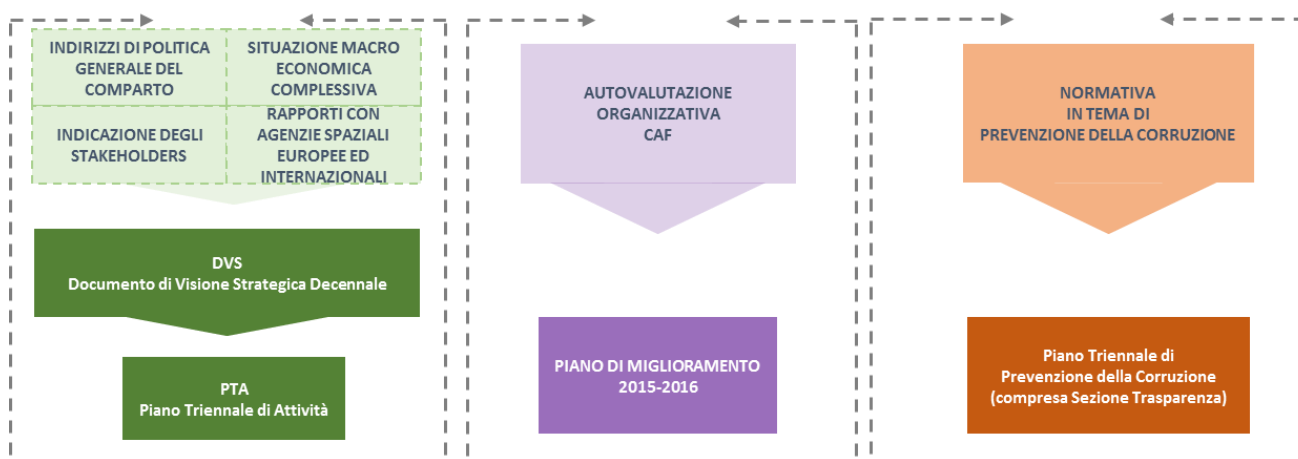 INDIRIZZI DI POLITICA
GENERALE DEL
COMPARTO
SITUAZIONE MACRO
ECONOMICA
COMPLESSIVA
INDICAZIONE DEGLI
STAKEHOLDERS
RAPPORTI CON
AGENZIE SPAZIALI
EUROPEE ED
INTERNAZIONALI
DVS
Documento di Visione Strategica Decennale
PTA
Piano Triennale di Attività
AUTOVALUTAZIONE
ORGANIZZATIVA
CAF
PIANO DI MIGLIORAMENTO
2015-2016
NORMATIVA
IN TEMA DI
PREVENZIONE DELLA CORRUZIONE
Piano Triennale di
Prevenzione della Corruzione
(compresa Sezione Trasparenza)